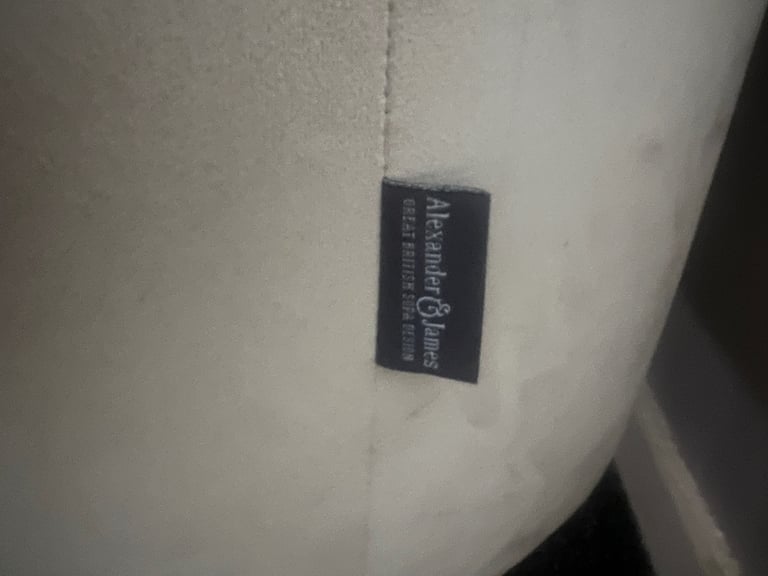 Alexander & James
GREAT BRITISH SOFA DESIGN